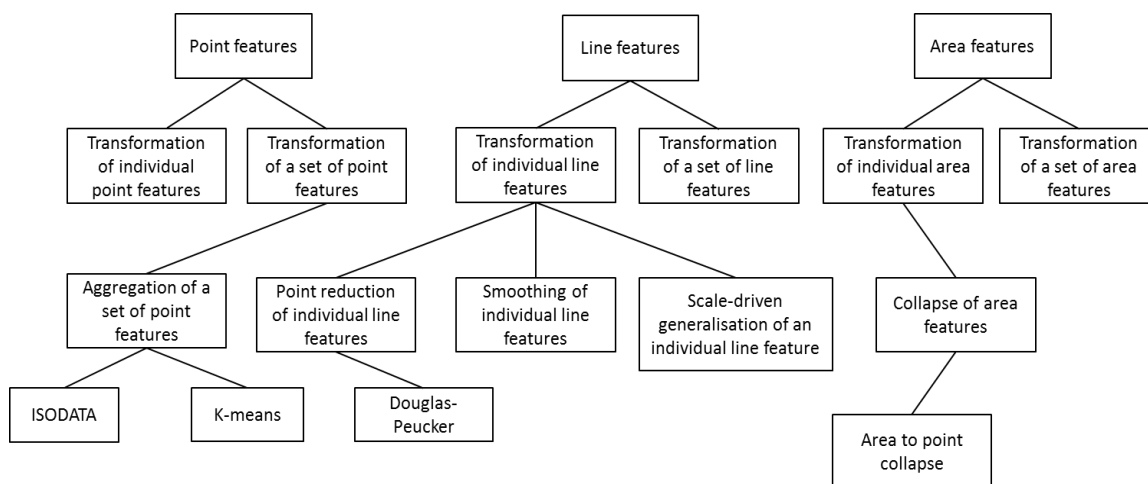 Point features
Line features
Area features
Transformation
of individual
point features
Transformation
of a set of point
features
Transformation
of individual line
features
Transformation
of a set of line
features
Transformation
of individual area
features
Transformation
of a set of area
features
Aggregation of a
set of point
features
Point reduction
of individual line
features
Smoothing of
individual line
features
Scale-driven
generalisation of an
individual line feature
Collapse of area
features
ISODATA
K-means
Douglas-
Peucker
Area to point
collapse